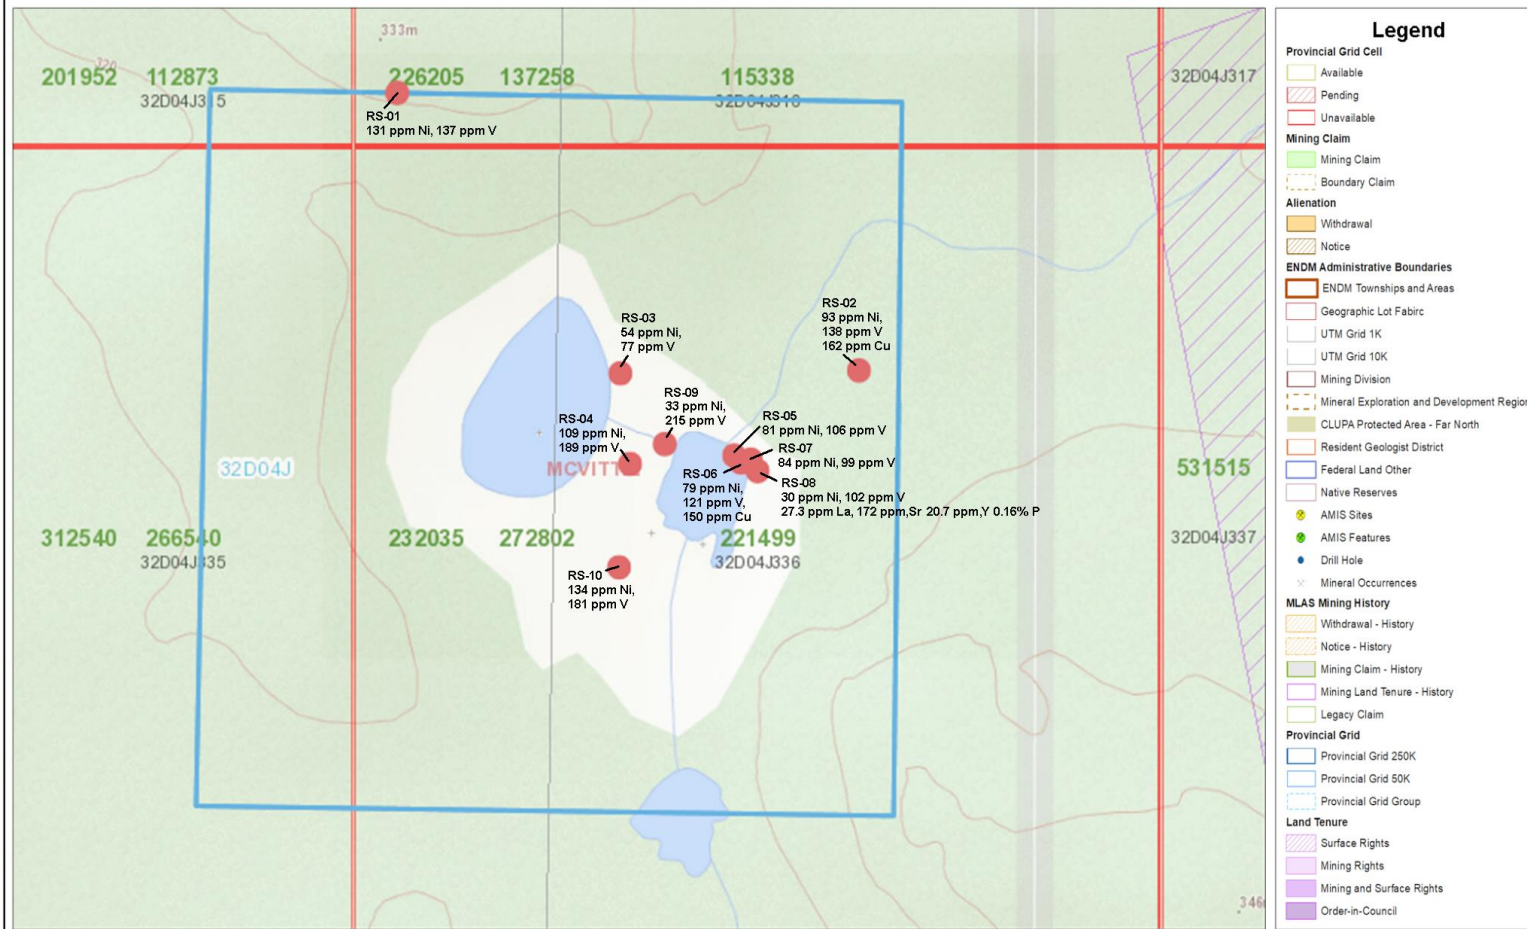 333m
320
201952
112873
226205
137258
115338
32D04J315
32D04J316
32D04J317
RS-01
131 ppm Ni, 137 ppm V
RS-02
93 ppm Ni,
138 ppm V
162 ppm Cu
RS-03
54 ppm Ni,
77 ppm V
RS-09
33 ppm Ni,
215 ppm V
RS-04
109 ppm Ni,
189 ppm V
RS-05
81 ppm Ni, 106 ppm V
RS-07
84 ppm Ni, 99 ppm V
RS-06
79 ppm Ni,
121 ppm V,
150 ppm Cu
RS-08
30 ppm Ni, 102 ppm V
27.3 ppm La, 172 ppm,Sr 20.7 ppm,Y 0.16% P
32D04J
531515
312540
266540
232035
272802
221499
32D04J335
32D04J336
32D04J337
RS-10
134 ppm Ni,
181 ppm V
346
Legend
Provincial Grid Cell
Available
Pending
Unavailable
Mining Claim
Mining Claim
Boundary Claim
Alienation
Withdrawal
Notice
ENDM Administrative Boundaries
ENDM Townships and Areas
Geographic Lot Fabirc
UTM Grid 1K
UTM Grid 10K
Mining Division
Mineral Exploration and Development Region
CLUPA Protected Area - Far North
Resident Geologist District
Federal Land Other
Native Reserves
AMIS Sites
AMIS Features
Drill Hole
Mineral Occurrences
MLAS Mining History
Withdrawal - History
Notice - History
Mining Claim - History
Mining Land Tenure - History
Legacy Claim
Provincial Grid
Provincial Grid 250K
Provincial Grid 50K
Provincial Grid Group
Land Tenure
Surface Rights
Mining Rights
Mining and Surface Rights
Order-in-Council